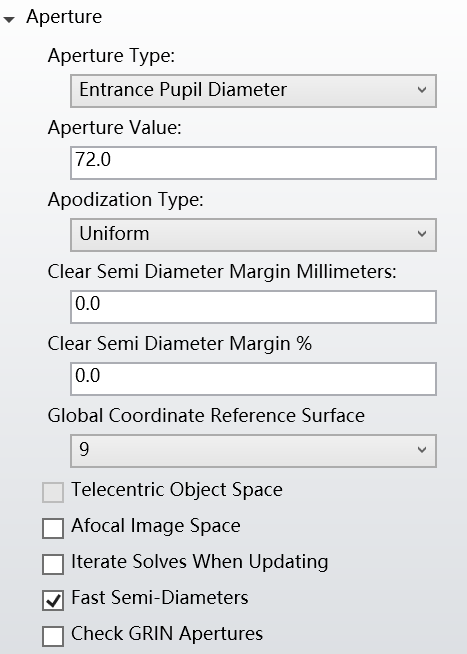 Aperture
Aperture Type:
Entrance Pupil Diameter
Aperture Value:
72.0
Apodization Type:
Uniform
Clear Semi Diameter Margin Millimeters:
0.0
Clear Semi Diameter Margin %
0.0
Global Coordinate Reference Surface
9
Telecentric Object Space
Afocal Image Space
Iterate Solves When Updating
Fast Semi-Diameters
Check GRIN Apertures